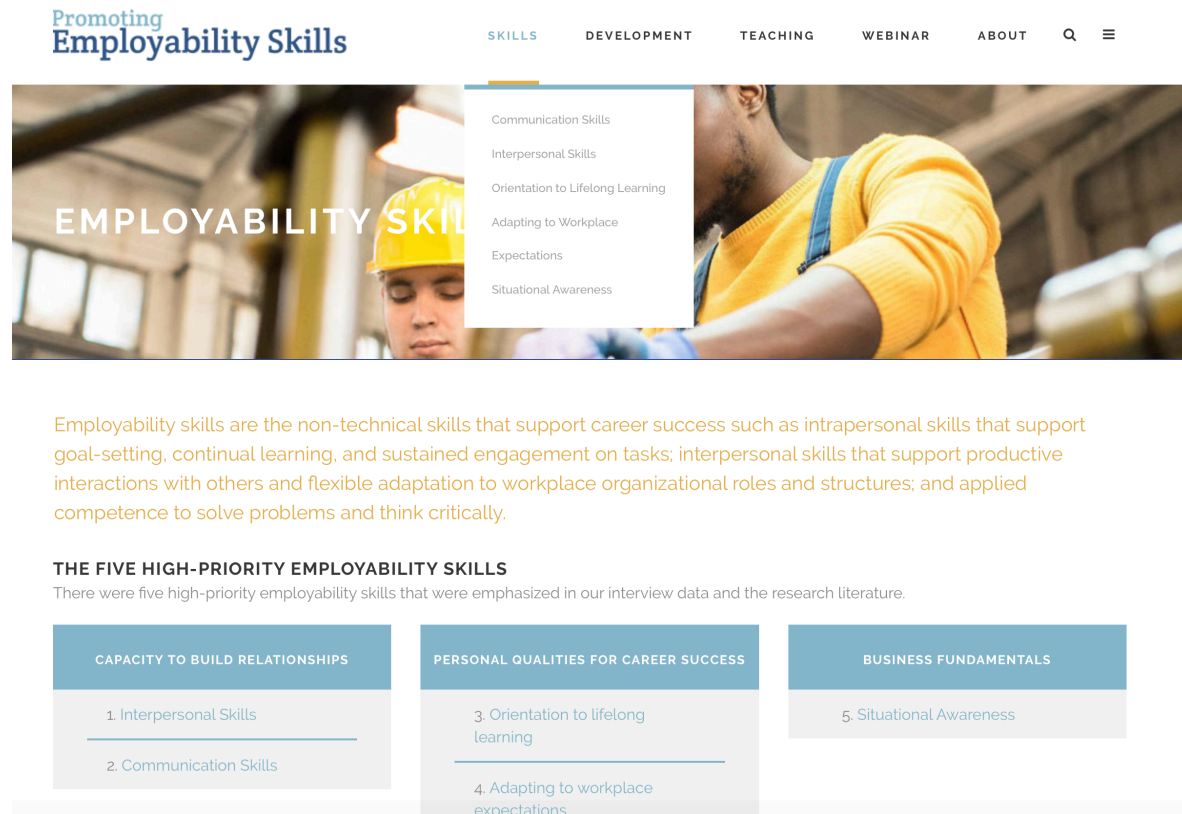 Promoting
Employability Skills
SKILLS
DEVELOPMENT
TEACHING
WEBINAR
ABOUT
Communication Skills
Interpersonal Skills
Orientation to Lifelong Learning
Adapting to Workplace
Expectations
Situational Awareness
EMPLOYABILITY SKIL
Employability skills are the non-technical skills that support career success such as intrapersonal skills that support
goal-setting, continual learning, and sustained engagement on tasks; interpersonal skills that support productive
interactions with others and flexible adaptation to workplace organizational roles and structures; and applied
competence to solve problems and think critically.
THE FIVE HIGH-PRIORITY EMPLOYABILITY SKILLS
There were five high-priority employability skills that were emphasized in our interview data and the research literature.
CAPACITY TO BUILD RELATIONSHIPS
1. Interpersonal Skills
2. Communication Skills
PERSONAL QUALITIES FOR CAREER SUCCESS
3. Orientation to lifelong
learning
4. Adapting to workplace
expectations
BUSINESS FUNDAMENTALS
5. Situational Awareness